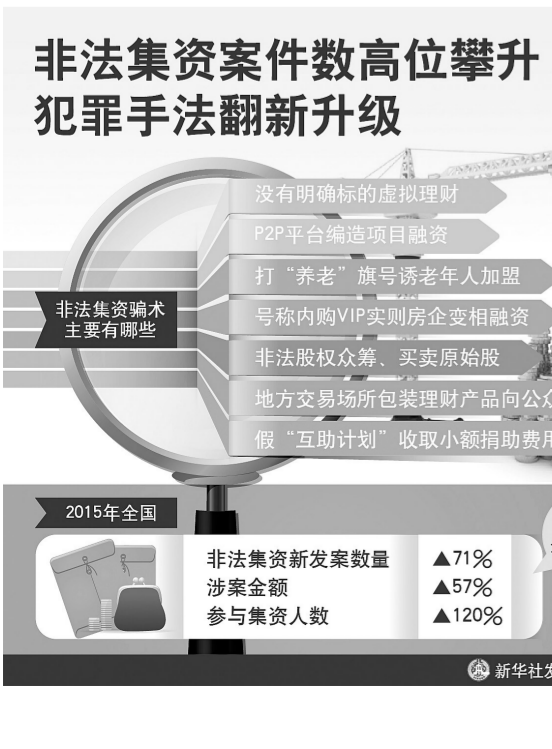 非法集资案件数高位攀升
犯罪手法翻新升级
没有明确标的虚拟理财
P2P平台编造项目融资
打“养老”旗号诱老年人加盟
号称内购VIP实则房企变相融资
非法股权众筹、买卖原始股
地方交易场所包装理财产品向公众
假“互助计划”收取小额捐助费用
非法集资骗术
主要有哪些
2015年全国
非法集资新发案数量 ▲71%
涉案金额 ▲57%
参与集资人数 ▲120%
新华社发